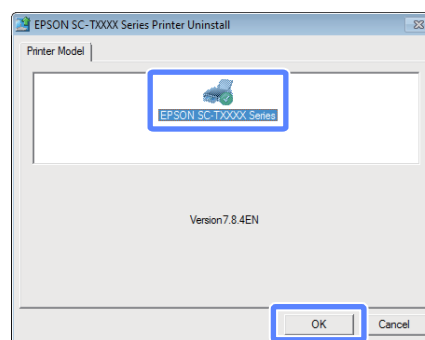 EPSON SC-TXXXX Series Printer Uninstall
Printer Model
EPSON SC-TXXXX Series
Version7.8.4EN
OK
Cancel